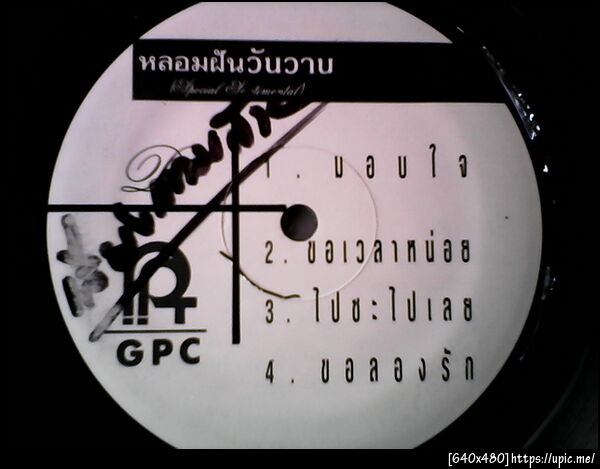 หลอมฝันวันวาน
(Special Sentimental)
1. มอบใจ
2. ขอเวลาหน่อย
3. ไปซะไปเลย
4. ขอลองรัก
GPC
[640x480]https://upic.me/